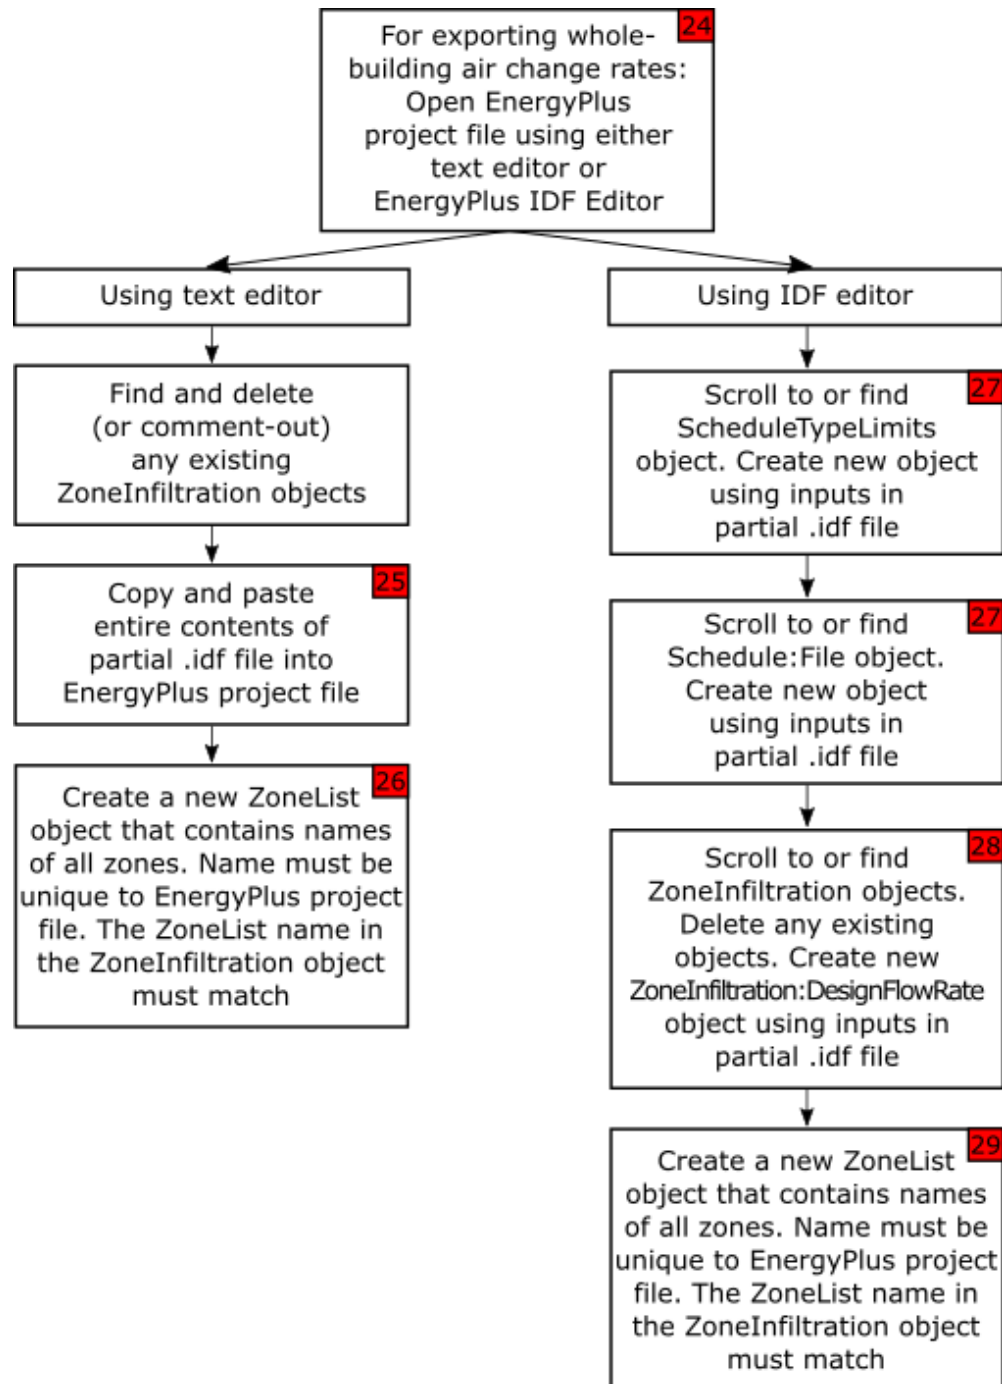 24
For exporting whole-
building air change rates:
Open EnergyPlus
project file using either
text editor or
EnergyPlus IDF Editor
Using text editor
Find and delete
(or comment-out)
any existing
ZoneInfiltration objects
25
Copy and paste
entire contents of
partial .idf file into
EnergyPlus project file
26
Create a new ZoneList
object that contains names
of all zones. Name must be
unique to EnergyPlus project
file. The ZoneList name in
the ZoneInfiltration object
must match
Using IDF editor
27
Scroll to or find
ScheduleTypeLimits
object. Create new object
using inputs in
partial .idf file
27
Scroll to or find
Schedule:File object.
Create new object
using inputs in
partial .idf file
28
Scroll to or find
ZoneInfiltration objects.
Delete any existing
objects. Create new
ZoneInfiltration:DesignFlowRate
object using inputs in
partial .idf file
29
Create a new ZoneList
object that contains names
of all zones. Name must be
unique to EnergyPlus project
file. The ZoneList name in
the ZoneInfiltration object
must match